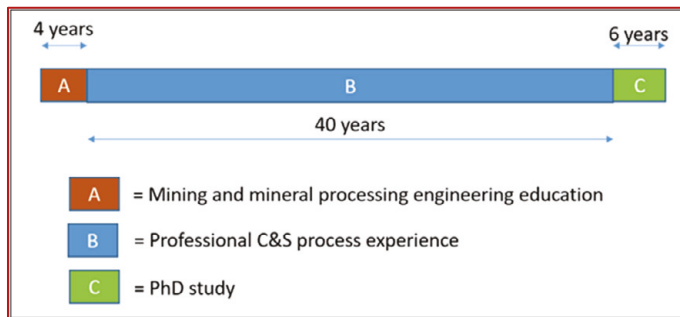 4 years
6 years
A
B
C
40 years
A = Mining and mineral processing engineering education
B = Professional C&S process experience
C = PhD study